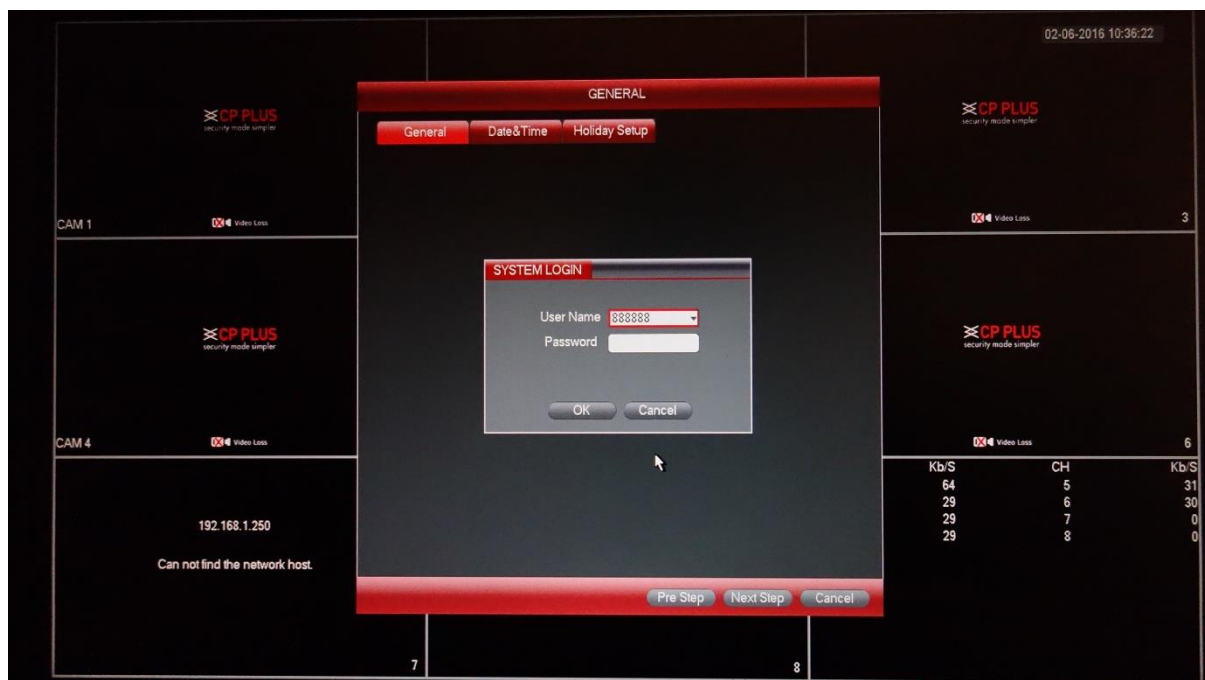 02-06-2016 10:36:22
GENERAL
General Date&Time Holiday Setup
CP PLUS
security made simpler
CP PLUS
security made simpler
CAM 1 Video Loss
Video Loss 3
SYSTEM LOGIN
User Name 888888
Password
OK Cancel
CP PLUS
security made simpler
CP PLUS
security made simpler
CAM 4 Video Loss
Video Loss 6
Kb/S CH Kb/S
64 5 31
29 6 30
29 7 0
29 8 0
192.168.1.250
Can not find the network host.
Pre Step Next Step Cancel
7
8